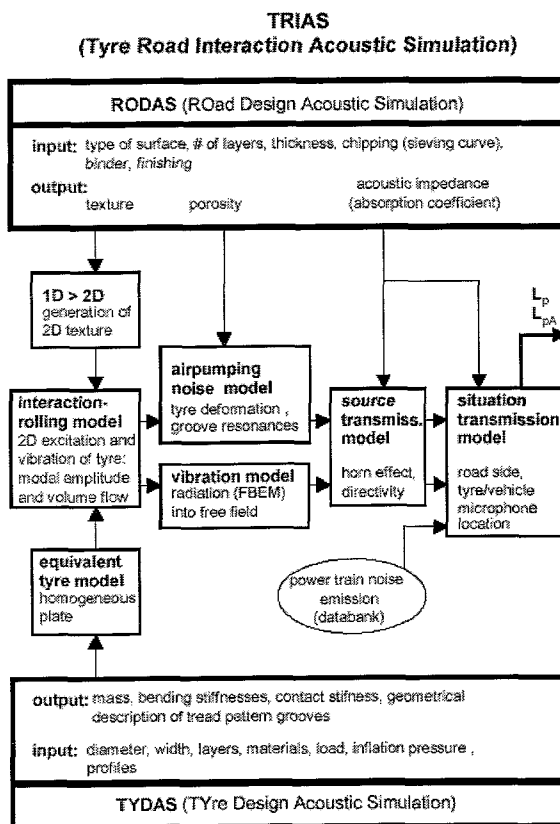 TRIAS
(Tyre Road Interaction Acoustic Simulation)
RODAS (ROad Design Acoustic Simulation)
input: type of surface, # of layers, thickness, chipping (sieving curve),
binder, finishing
output:
texture
porosity
acoustic impedance
(absorption coefficient)
1D > 2D
generation of
2D texture
Lp
LpA
interaction-
rolling model
2D excitation and
vibration of tyre:
modal amplitude
and volume flow
airpumping
noise model
tyre deformation ,
groove resonances
vibration model
radiation (FBEM)
into free field
source
transmiss.
model
horn effect,
directivity
situation
transmission
model
road side,
tyre/vehicle
microphone
location
equivalent
tyre model
homogeneous
plate
power train noise
emission
(databank)
output: mass, bending stiffnesses, contact stifness, geometrical
description of tread pattern grooves
input: diameter, width, layers, materials, load, inflation pressure ,
profiles
TYDAS (TYre Design Acoustic Simulation)